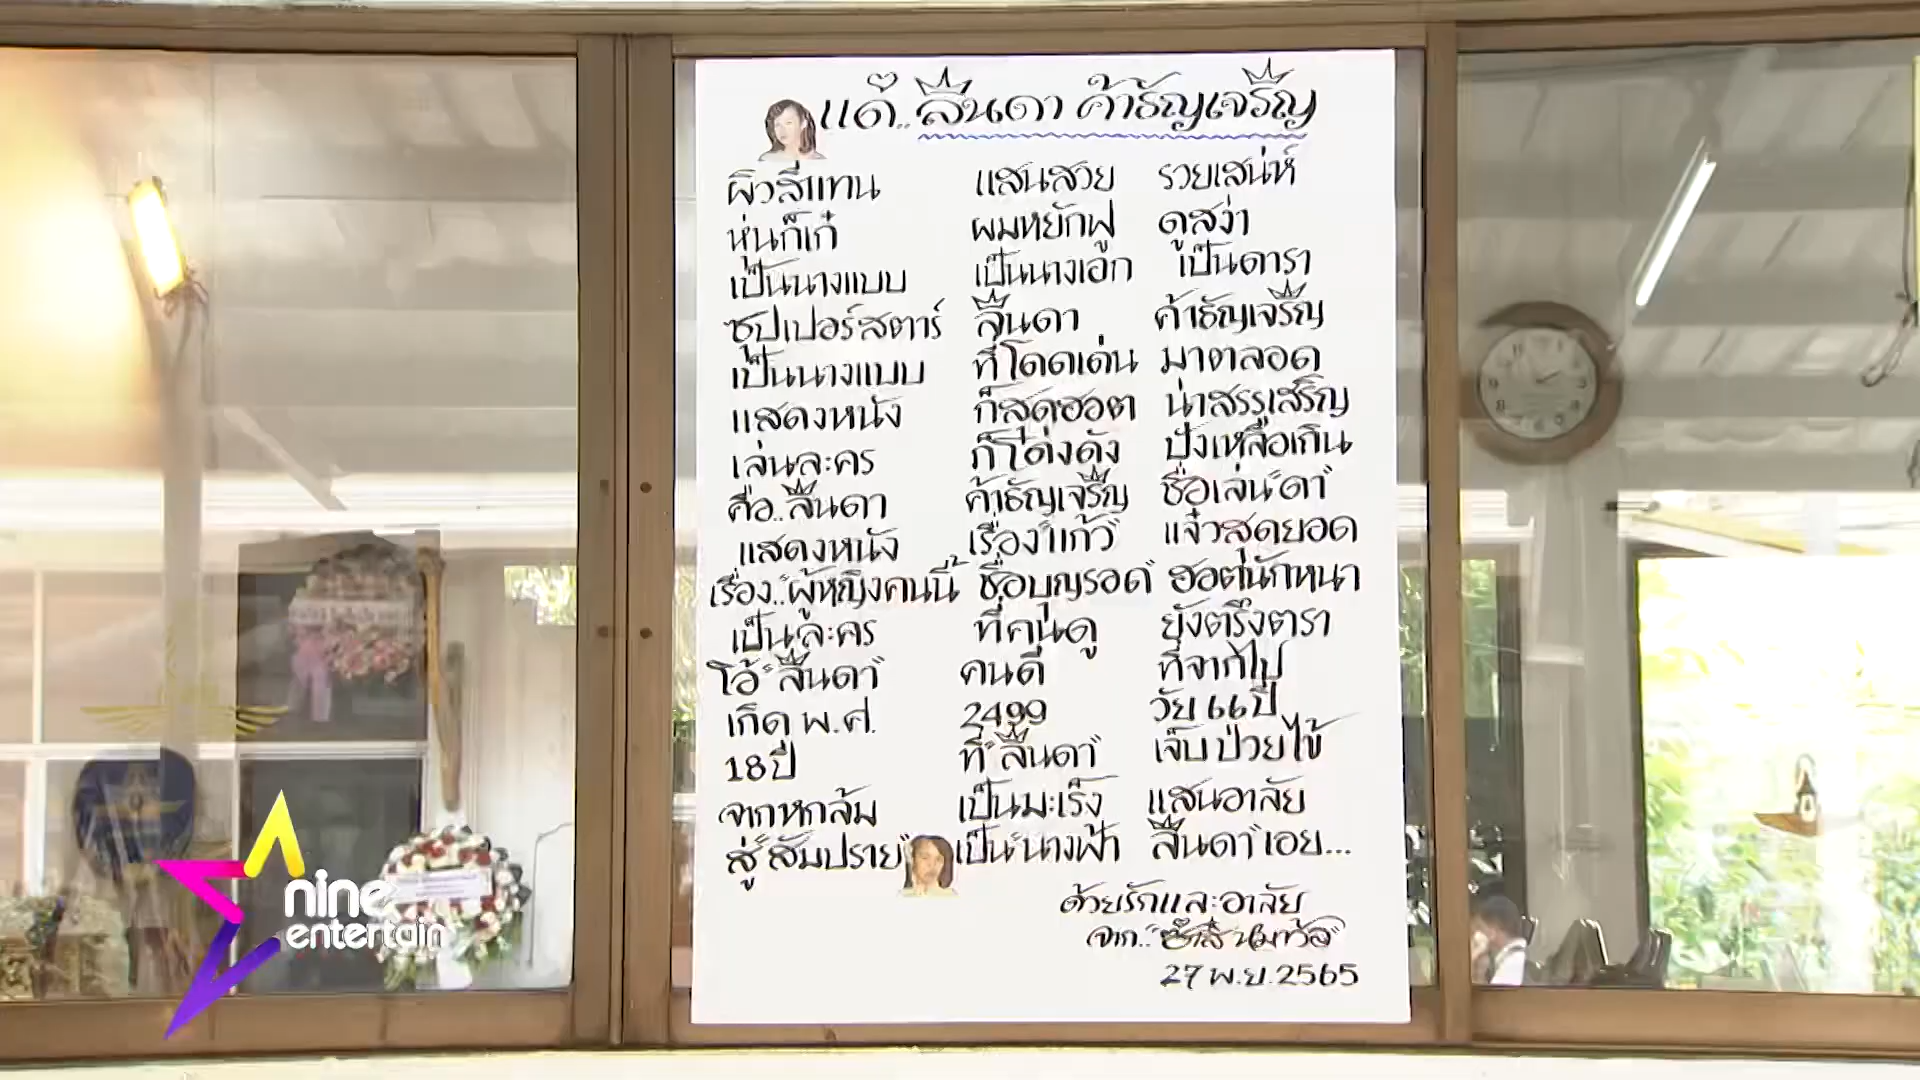 แด่.. ลินดา ค้าธัญเจริญ
ผิวสีแทน แสนสวย รวยเสน่ห์
หุ่นก็เก๋ ผมหยักฟู ดูสง่า
เป็นนางแบบ เป็นนางเอก เป็นดารา
ซุปเปอร์สตาร์ ลินดา ค้าธัญเจริญ
เป็นนางแบบ ที่โดดเด่น มาตลอด
แสดงหนัง ก็สุดฮอต น่าสรรเสริญ
เล่นละคร ก็โด่งดัง ปังเหลือเกิน
คือ..ลินดา ค้าธัญเจริญ ชื่อเล่น"ดา"
แสดงหนัง เรื่อง"แก้ว" แจ๋วสุดยอด
เรื่อง.."ผู้หญิงคนนี้ ชื่อบุญรอด" ฮอตนักหนา
เป็นละคร ที่คนดู ยังตรึงตรา
โอ้"ลินดา" คนดี ที่จากไป
เกิด พ.ศ. 2499 วัย 66 ปี
18 ปี ที่"ลินดา" เจ็บป่วยไข้
จากหกล้ม เป็นมะเร็ง แสนอาลัย
สู่"สัมปราย" เป็น"นางฟ้า ลินดา"เอย...
ด้วยรักและอาลัย
จาก..
27 พ.ย. 2565
nine
entertain